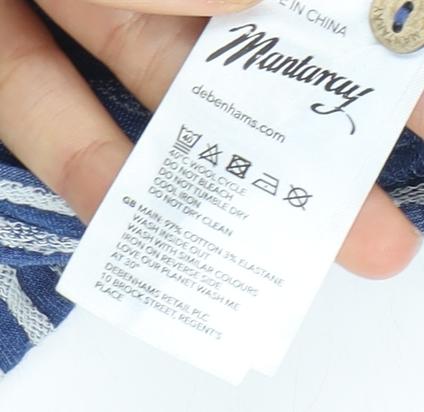 E IN CHINA
Mantaray
debenhams.com
40
40°C WOOL CYCLE
DO NOT BLEACH
DO NOT TUMBLE DRY
COOL IRON
DO NOT DRY CLEAN
GB MAIN: 97% COTTON 3% ELASTANE
WASH INSIDE OUT
WASH WITH SIMILAR COLOURS
IRON ON REVERSE SIDE
LOVE OUR PLANET WASH ME
AT 30°
DEBENHAMS RETAIL PLC
10 BROCK STREET, REGENT'S
PLACE